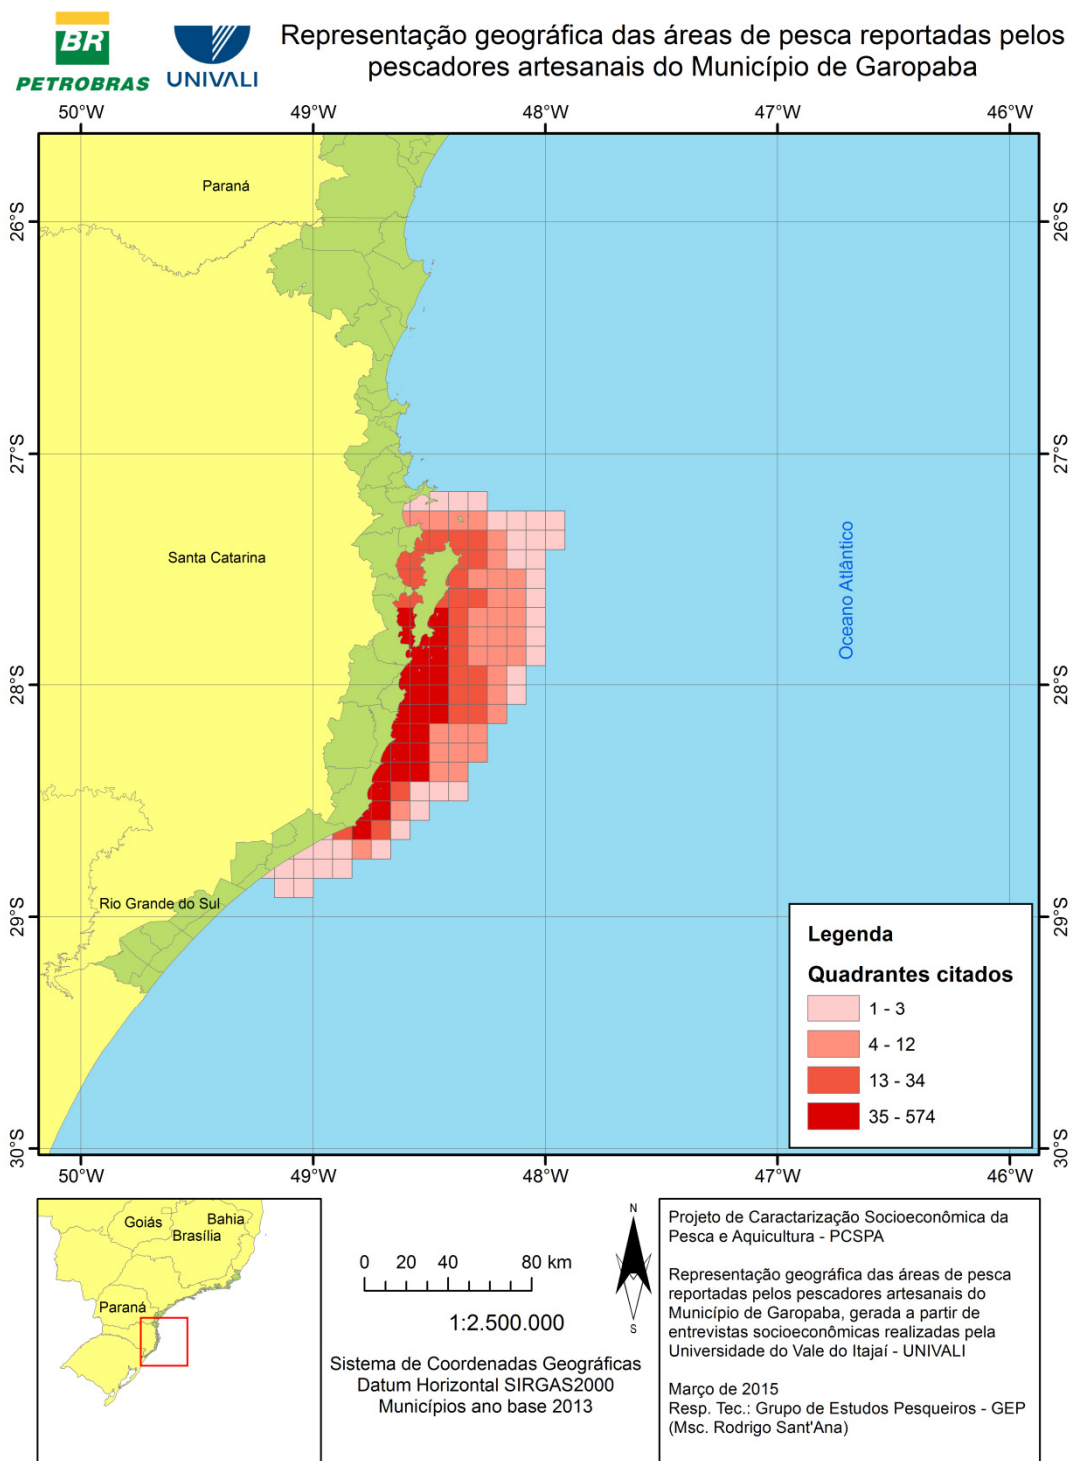 BR
PETROBRAS
UNIVALI
Representação geográfica das áreas de pesca reportadas pelos
pescadores artesanais do Município de Garopaba
50°W 49°W 48°W 47°W 46°W
26°S 26°S
27°S 27°S
28°S 28°S
29°S 29°S
30°S 30°S
Paraná
Santa Catarina
Rio Grande do Sul
Oceano Atlântico
Legenda
Quadrantes citados
1 - 3
4 - 12
13 - 34
35 - 574
50°W 49°W 48°W 47°W 46°W
Goiás
Bahia
Brasília
Paraná
0 20 40 80 km
1:2.500.000
Sistema de Coordenadas Geográficas
Datum Horizontal SIRGAS2000
Municípios ano base 2013
N
S
Projeto de Caractarização Socioeconômica da
Pesca e Aquicultura - PCSPA
Representação geográfica das áreas de pesca
reportadas pelos pescadores artesanais do
Município de Garopaba, gerada a partir de
entrevistas socioeconômicas realizadas pela
Universidade do Vale do Itajaí - UNIVALI
Março de 2015
Resp. Tec.: Grupo de Estudos Pesqueiros - GEP
(Msc. Rodrigo Sant'Ana)